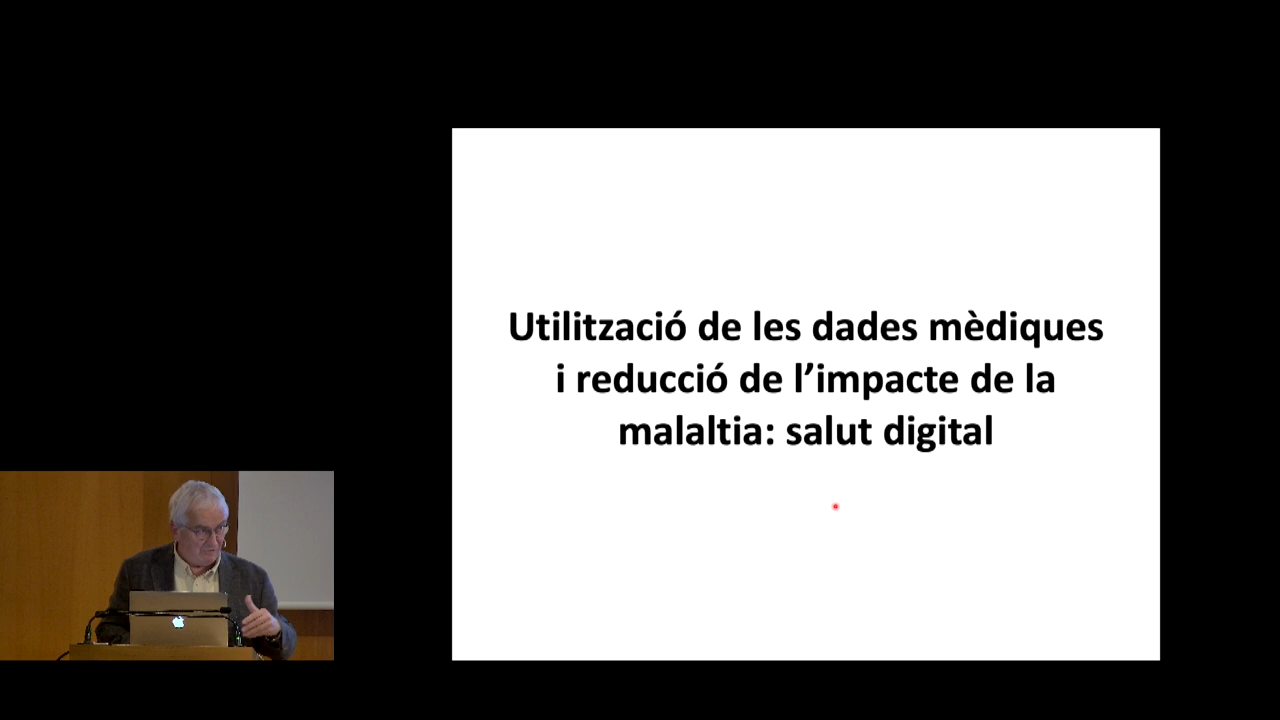 Utilització de les dades mèdiques
i reducció de l’impacte de la
malaltia: salut digital